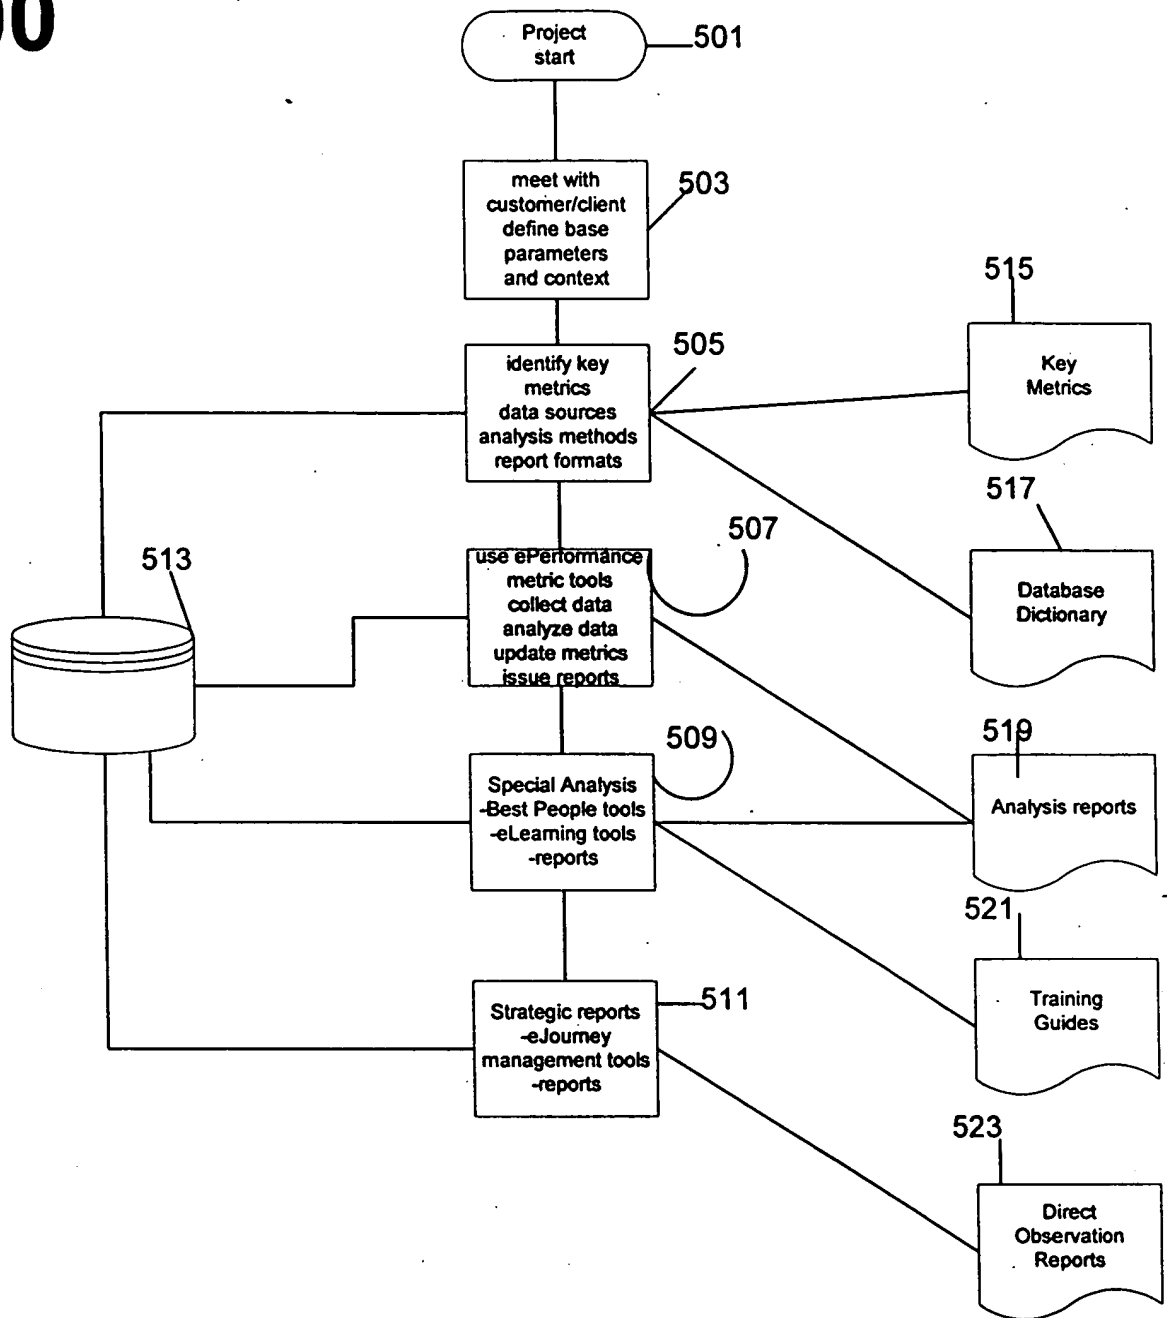 00
Project
start
501
meet with
customer/client
define base
parameters
and context
503
identify key
metrics
data sources
analysis methods
report formats
505
515
Key
Metrics
517
Database
Dictionary
513
use ePerformance
metric tools
collect data
analyze data
update metrics
issue reports
507
519
Analysis reports
Special Analysis
-Best People tools
-eLearning tools
-reports
509
521
Training
Guides
Strategic reports
-eJourney
management tools
-reports
511
523
Direct
Observation
Reports